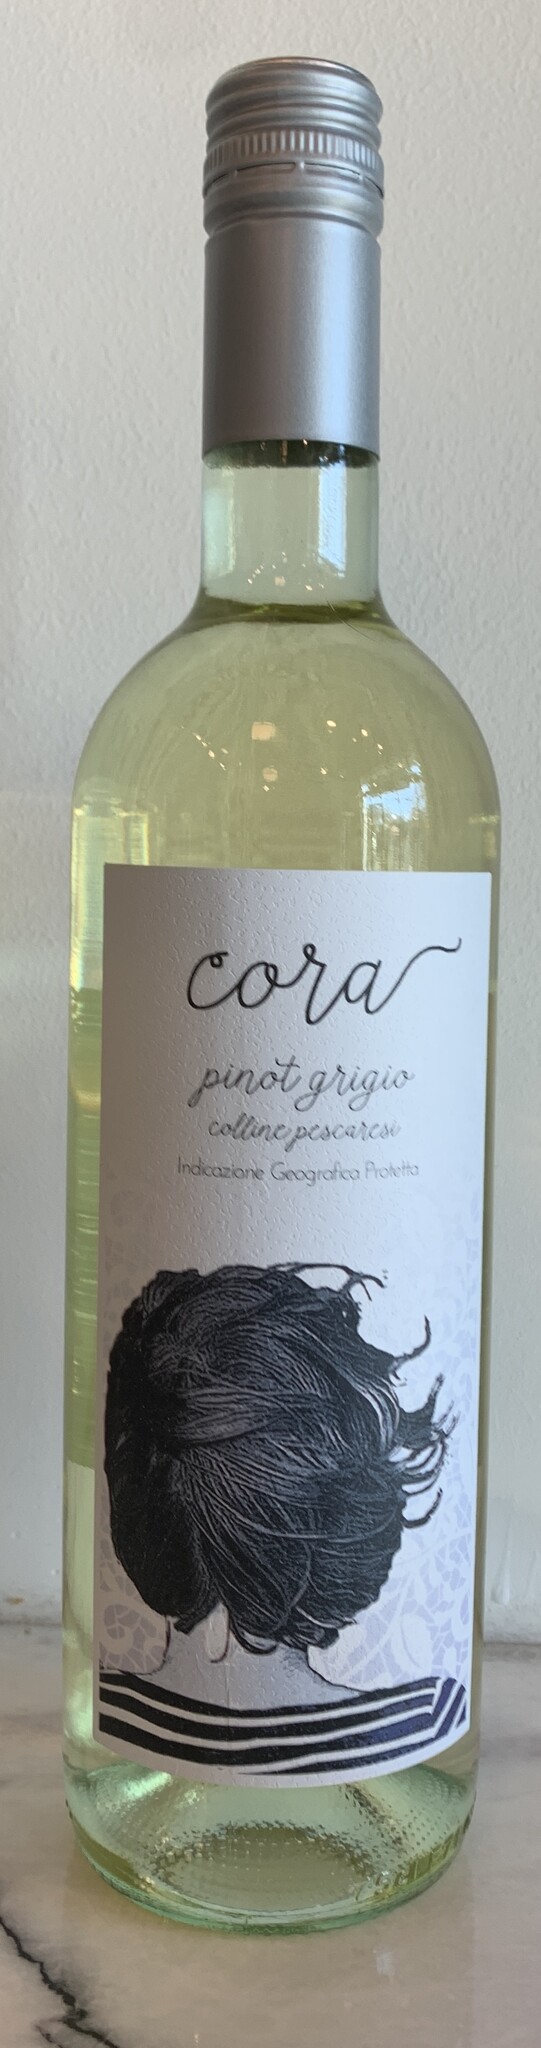 cora
pinot grigio
colline pescaresi
Indicazione Geografica Protetta